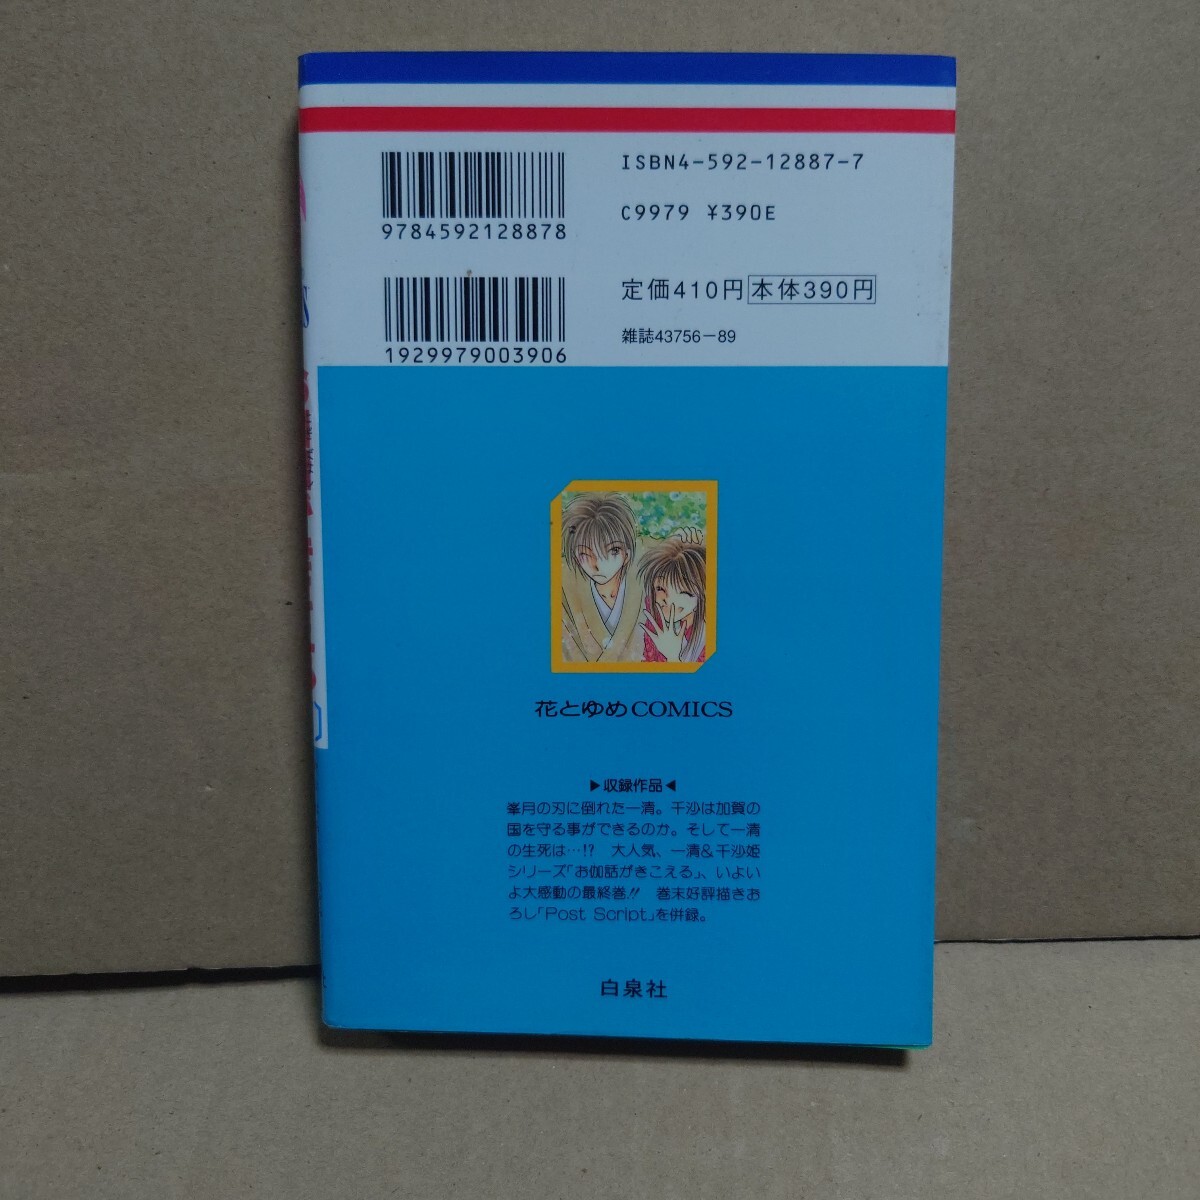 ISBN4-592-12887-7
9784592128878
C9979 ¥390E
定価410円 本体390円
1929979003906
雑誌43756-89
花とゆめCOMICS
▶収録作品◀
峯月の刃に倒れた一清。千沙は加賀の
国を守る事ができるのか。そして一清
の生死は…!? 大人気、一清&千沙姫
シリーズ「お伽話がきこえる」、いよい
よ大感動の最終巻!! 巻末好評描きお
ろし「Post Script」を併録。
白泉社